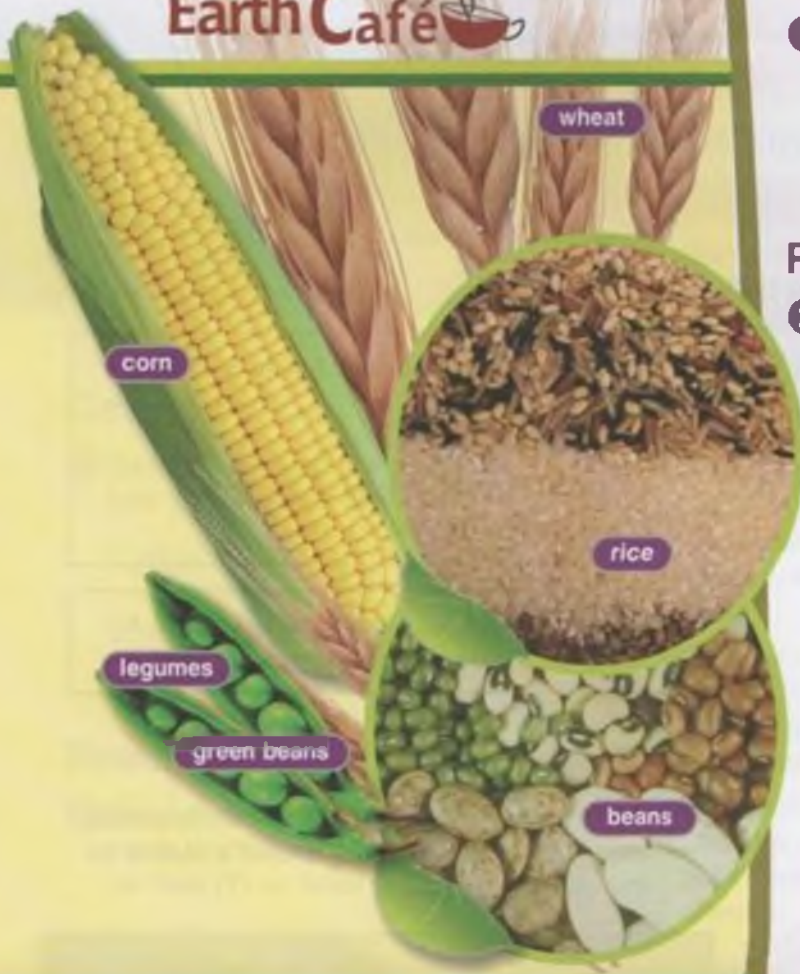 Earth Café
wheat
corn
rice
legumes
green beans
beans